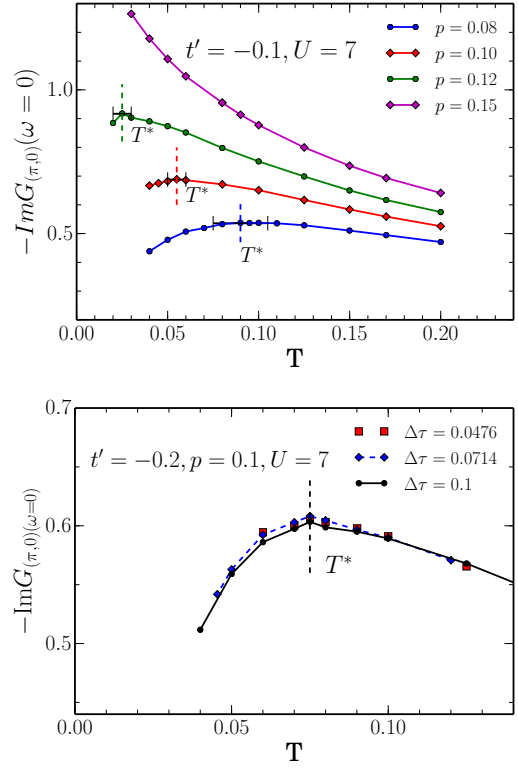 t′ = −0.1, U = 7
p = 0.08
p = 0.10
p = 0.12
p = 0.15
1.0
0.5
−ImG(π,0)(ω = 0)
T*
T*
T*
0.00 0.05 0.10 0.15 0.20
T
0.7
0.6
0.5
−ImG(π,0)(ω=0)
t′ = −0.2, p = 0.1, U = 7
Δτ = 0.0476
Δτ = 0.0714
Δτ = 0.1
T*
0.00 0.05 0.10
T